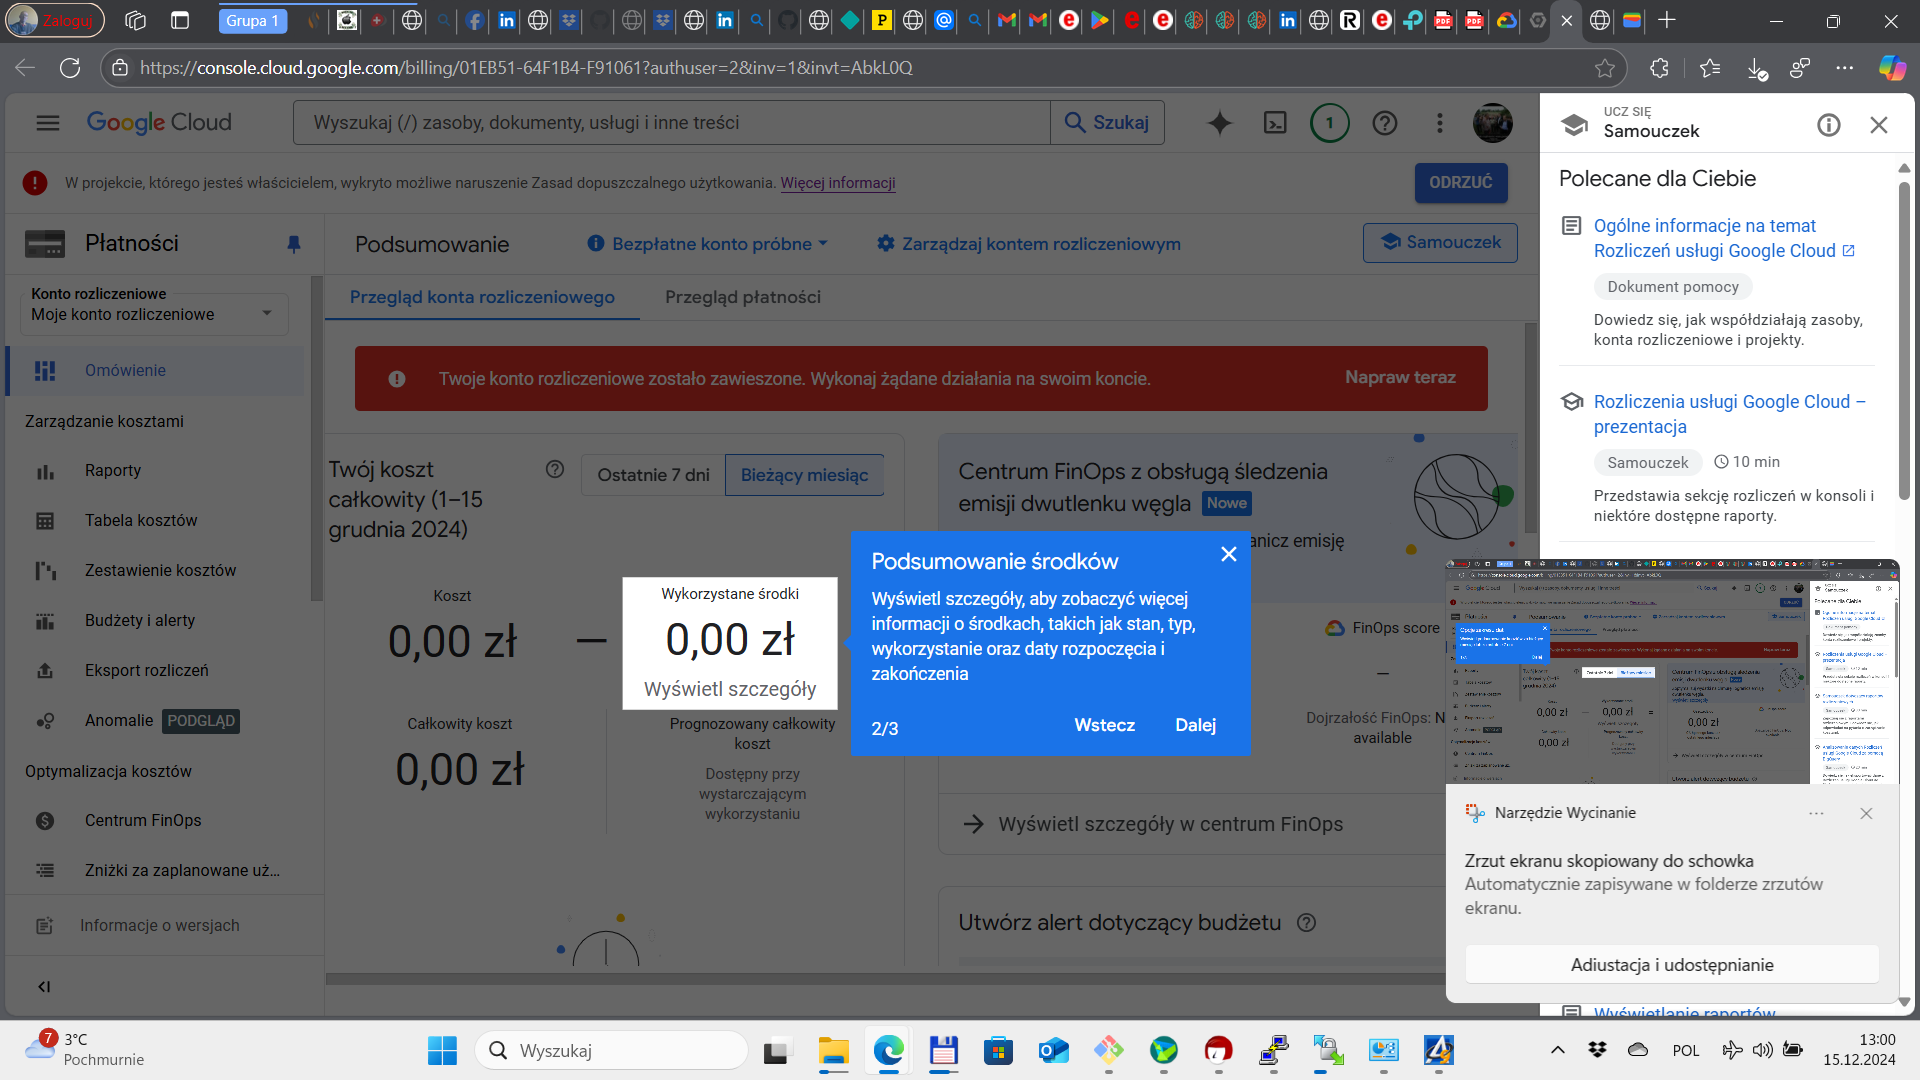 Zaloguj
Grupa 1
https://console.cloud.google.com/billing/01EB51-64F1B4-F91061?authuser=2&inv=1&invt=AbkL0Q
Google Cloud
Wyszukaj (/) zasoby, dokumenty, usługi i inne treści
Szukaj
1
W projekcie, którego jesteś właścicielem, wykryto możliwe naruszenie Zasad dopuszczalnego użytkowania. Więcej informacji
ODRZUĆ
Płatności
Podsumowanie
Bezpłatne konto próbne
Zarządzaj kontem rozliczeniowym
Samouczek
Konto rozliczeniowe
Moje konto rozliczeniowe
Przegląd konta rozliczeniowego
Przegląd płatności
Omówienie
Zarządzanie kosztami
Raporty
Tabela kosztów
Zestawienie kosztów
Budżety i alerty
Eksport rozliczeń
Anomalie PODGLĄD
Optymalizacja kosztów
Centrum FinOps
Zniżki za zaplanowane uż...
Informacje o wersjach
Twoje konto rozliczeniowe zostało zawieszone. Wykonaj żądane działania na swoim koncie.
Napraw teraz
Twój koszt
całkowity (1–15
grudnia 2024)
Ostatnie 7 dni
Bieżący miesiąc
Koszt
0,00 zł
—
Wykorzystane środki
0,00 zł
Wyświetl szczegóły
Całkowity koszt
0,00 zł
Prognozowany całkowity
koszt
Dostępny przy
wystarczającym
wykorzystaniu
Centrum FinOps z obsługą śledzenia
emisji dwutlenku węgla Nowe
anicz emisję
Podsumowanie środków
Wyświetl szczegóły, aby zobaczyć więcej
informacji o środkach, takich jak stan, typ,
wykorzystanie oraz daty rozpoczęcia i
zakończenia
2/3
Wstecz
Dalej
FinOps score
—
Dojrzałość FinOps: N
available
Wyświetl szczegóły w centrum FinOps
Utwórz alert dotyczący budżetu
UCZ SIĘ
Samouczek
Polecane dla Ciebie
Ogólne informacje na temat
Rozliczeń usługi Google Cloud
Dokument pomocy
Dowiedz się, jak współdziałają zasoby,
konta rozliczeniowe i projekty.
Rozliczenia usługi Google Cloud –
prezentacja
Samouczek
10 min
Przedstawia sekcję rozliczeń w konsoli i
niektóre dostępne raporty.
Narzędzie Wycinanie
Zrzut ekranu skopiowany do schowka
Automatycznie zapisywane w folderze zrzutów
ekranu.
Adiustacja i udostępnianie
Wyświetlanie raportów
7
3°C
Pochmurnie
Wyszukaj
POL
13:00
15.12.2024